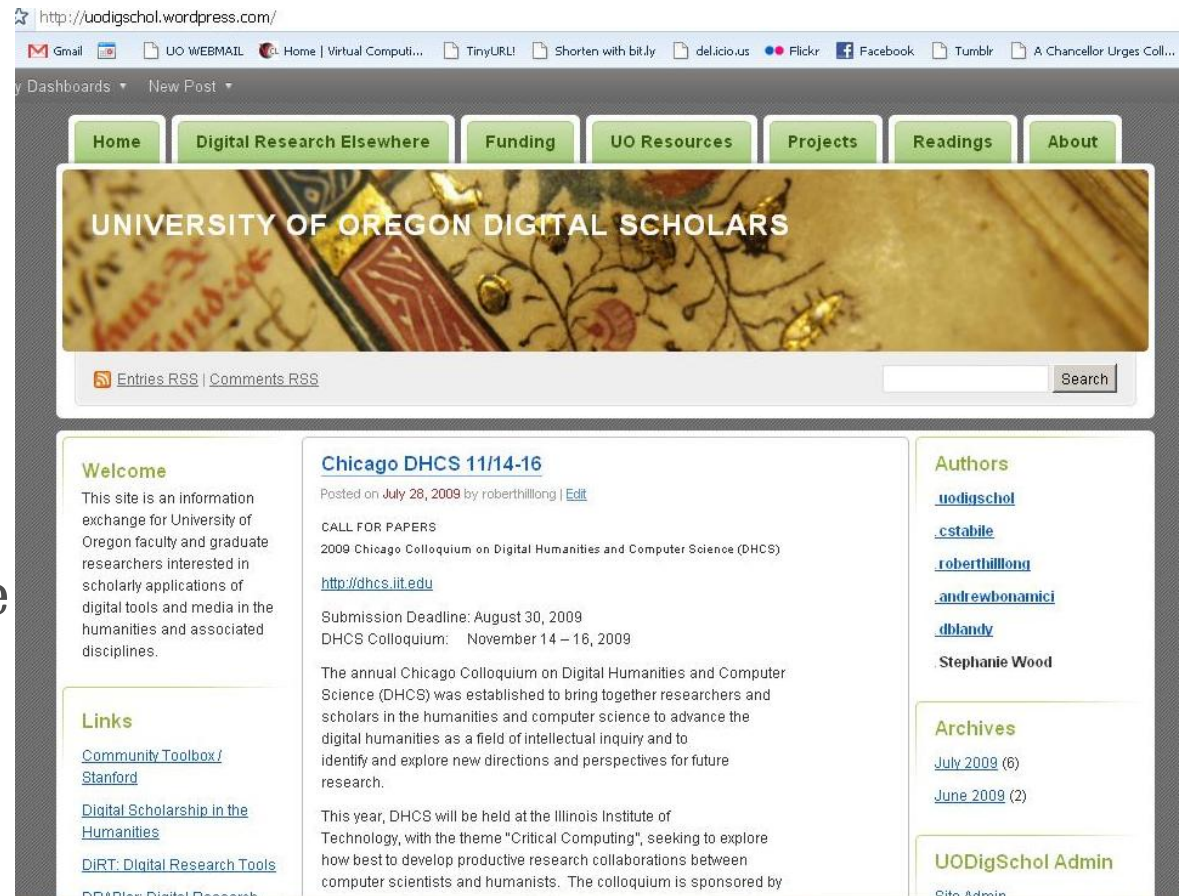 http://uodigschol.wordpress.com/
Gmail UO WEBMAIL Home | Virtual Computi... TinyURL! Shorten with bit.ly del.icio.us Flickr Facebook Tumblr A Chancellor Urges Coll...
y Dashboards New Post
Home Digital Research Elsewhere Funding UO Resources Projects Readings About
UNIVERSITY OF OREGON DIGITAL SCHOLARS
Entries RSS | Comments RSS Search
Welcome
This site is an information
exchange for University of
Oregon faculty and graduate
researchers interested in
scholarly applications of
digital tools and media in the
humanities and associated
disciplines.
Links
Community Toolbox /
Stanford
Digital Scholarship in the
Humanities
DiRT: Digital Research Tools
e
Chicago DHCS 11/14-16
Posted on July 28, 2009 by roberthilllong | Edit
CALL FOR PAPERS
2009 Chicago Colloquium on Digital Humanities and Computer Science (DHCS)
http://dhcs.iit.edu
Submission Deadline: August 30, 2009
DHCS Colloquium: November 14 – 16, 2009
The annual Chicago Colloquium on Digital Humanities and Computer
Science (DHCS) was established to bring together researchers and
scholars in the humanities and computer science to advance the
digital humanities as a field of intellectual inquiry and to
identify and explore new directions and perspectives for future
research.
This year, DHCS will be held at the Illinois Institute of
Technology, with the theme "Critical Computing", seeking to explore
how best to develop productive research collaborations between
computer scientists and humanists. The colloquium is sponsored by
Authors
uodigschol
cstabile
roberthilllong
andrewbonamici
dblandy
Stephanie Wood
Archives
July 2009 (6)
June 2009 (2)
UODigSchol Admin
Site Admin